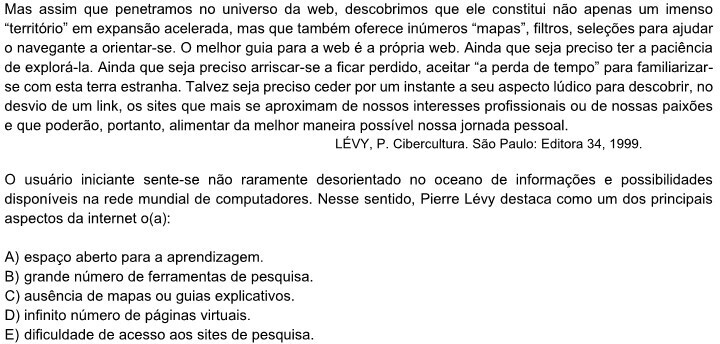 Mas assim que penetramos no universo da web, descobrimos que ele constitui não apenas um imenso
“território” em expansão acelerada, mas que também oferece inúmeros “mapas”, filtros, seleções para ajudar
o navegante a orientar-se. O melhor guia para a web é a própria web. Ainda que seja preciso ter a paciência
de explorá-la. Ainda que seja preciso arriscar-se a ficar perdido, aceitar “a perda de tempo” para familiarizar-
se com esta terra estranha. Talvez seja preciso ceder por um instante a seu aspecto lúdico para descobrir, no
desvio de um link, os sites que mais se aproximam de nossos interesses profissionais ou de nossas paixões
e que poderão, portanto, alimentar da melhor maneira possível nossa jornada pessoal.
LÉVY, P. Cibercultura. São Paulo: Editora 34, 1999.
O usuário iniciante sente-se não raramente desorientado no oceano de informações e possibilidades
disponíveis na rede mundial de computadores. Nesse sentido, Pierre Lévy destaca como um dos principais
aspectos da internet o(a):
A) espaço aberto para a aprendizagem.
B) grande número de ferramentas de pesquisa.
C) ausência de mapas ou guias explicativos.
D) infinito número de páginas virtuais.
E) dificuldade de acesso aos sites de pesquisa.